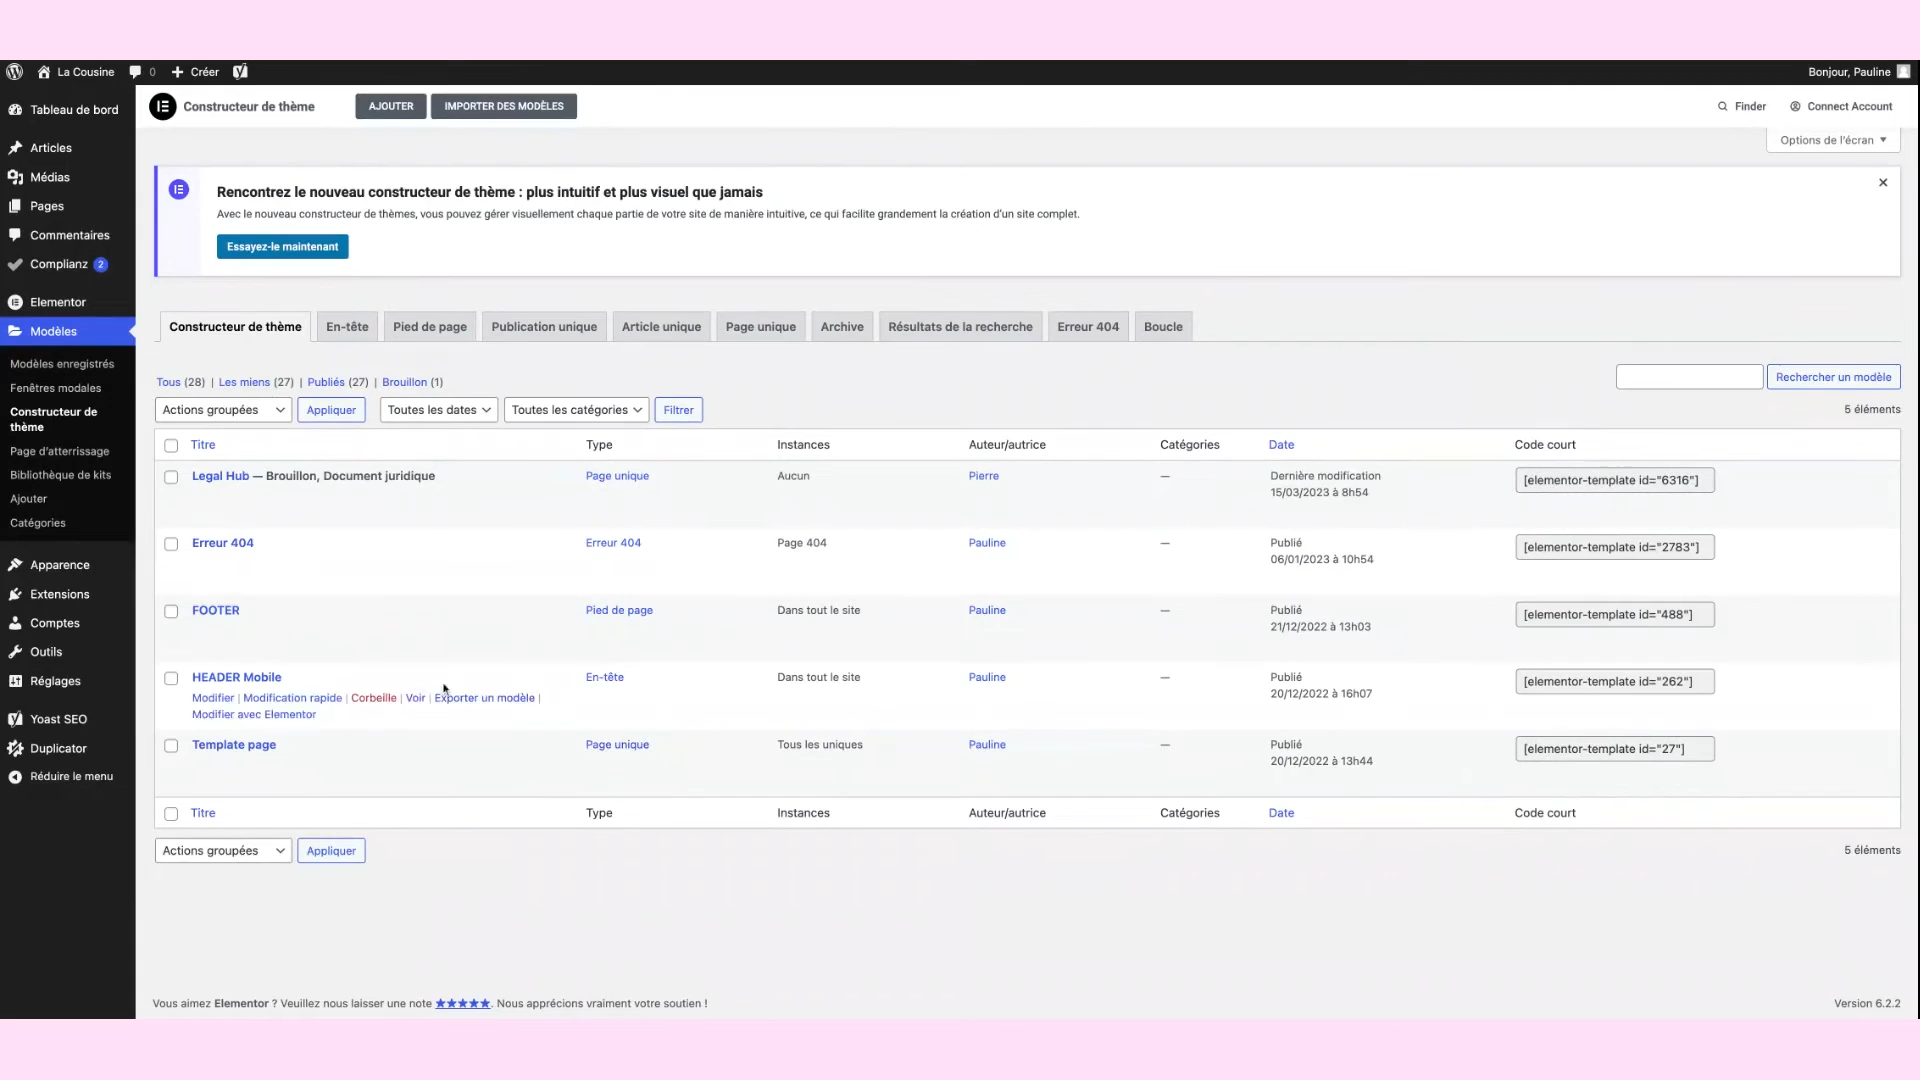 La Cousine 0 Créer Bonjour, Pauline
Tableau de bord
Articles
Médias
Pages
Commentaires
Complianz 2
Elementor
Modèles
Modèles enregistrés
Fenêtres modales
Constructeur de
thème
Page d'atterrissage
Bibliothèque de kits
Ajouter
Catégories
Apparence
Extensions
Comptes
Outils
Réglages
Yoast SEO
Duplicator
Réduire le menu
Constructeur de thème AJOUTER IMPORTER DES MODÈLES Finder Connect Account
Options de l'écran
Rencontrez le nouveau constructeur de thème : plus intuitif et plus visuel que jamais
Avec le nouveau constructeur de thèmes, vous pouvez gérer visuellement chaque partie de votre site de manière intuitive, ce qui facilite grandement la création d'un site complet.
Essayez-le maintenant
Constructeur de thème En-tête Pied de page Publication unique Article unique Page unique Archive Résultats de la recherche Erreur 404 Boucle
Tous (28) | Les miens (27) | Publiés (27) | Brouillon (1)
Rechercher un modèle
Actions groupées Appliquer Toutes les dates Toutes les catégories Filtrer 5 éléments
Titre Type Instances Auteur/autrice Catégories Date Code court
Legal Hub — Brouillon, Document juridique Page unique Aucun Pierre — Dernière modification [elementor-template id="6316"]
15/03/2023 à 8h54
Erreur 404 Erreur 404 Page 404 Pauline — Publié [elementor-template id="2783"]
06/01/2023 à 10h54
FOOTER Pied de page Dans tout le site Pauline — Publié [elementor-template id="488"]
21/12/2022 à 13h03
HEADER Mobile En-tête Dans tout le site Pauline — Publié [elementor-template id="262"]
Modifier | Modification rapide | Corbeille | Voir | Exporter un modèle | 20/12/2022 à 16h07
Modifier avec Elementor
Template page Page unique Tous les uniques Pauline — Publié [elementor-template id="27"]
20/12/2022 à 13h44
Titre Type Instances Auteur/autrice Catégories Date Code court
Actions groupées Appliquer 5 éléments
Vous aimez Elementor ? Veuillez nous laisser une note ★★★★★. Nous apprécions vraiment votre soutien ! Version 6.2.2